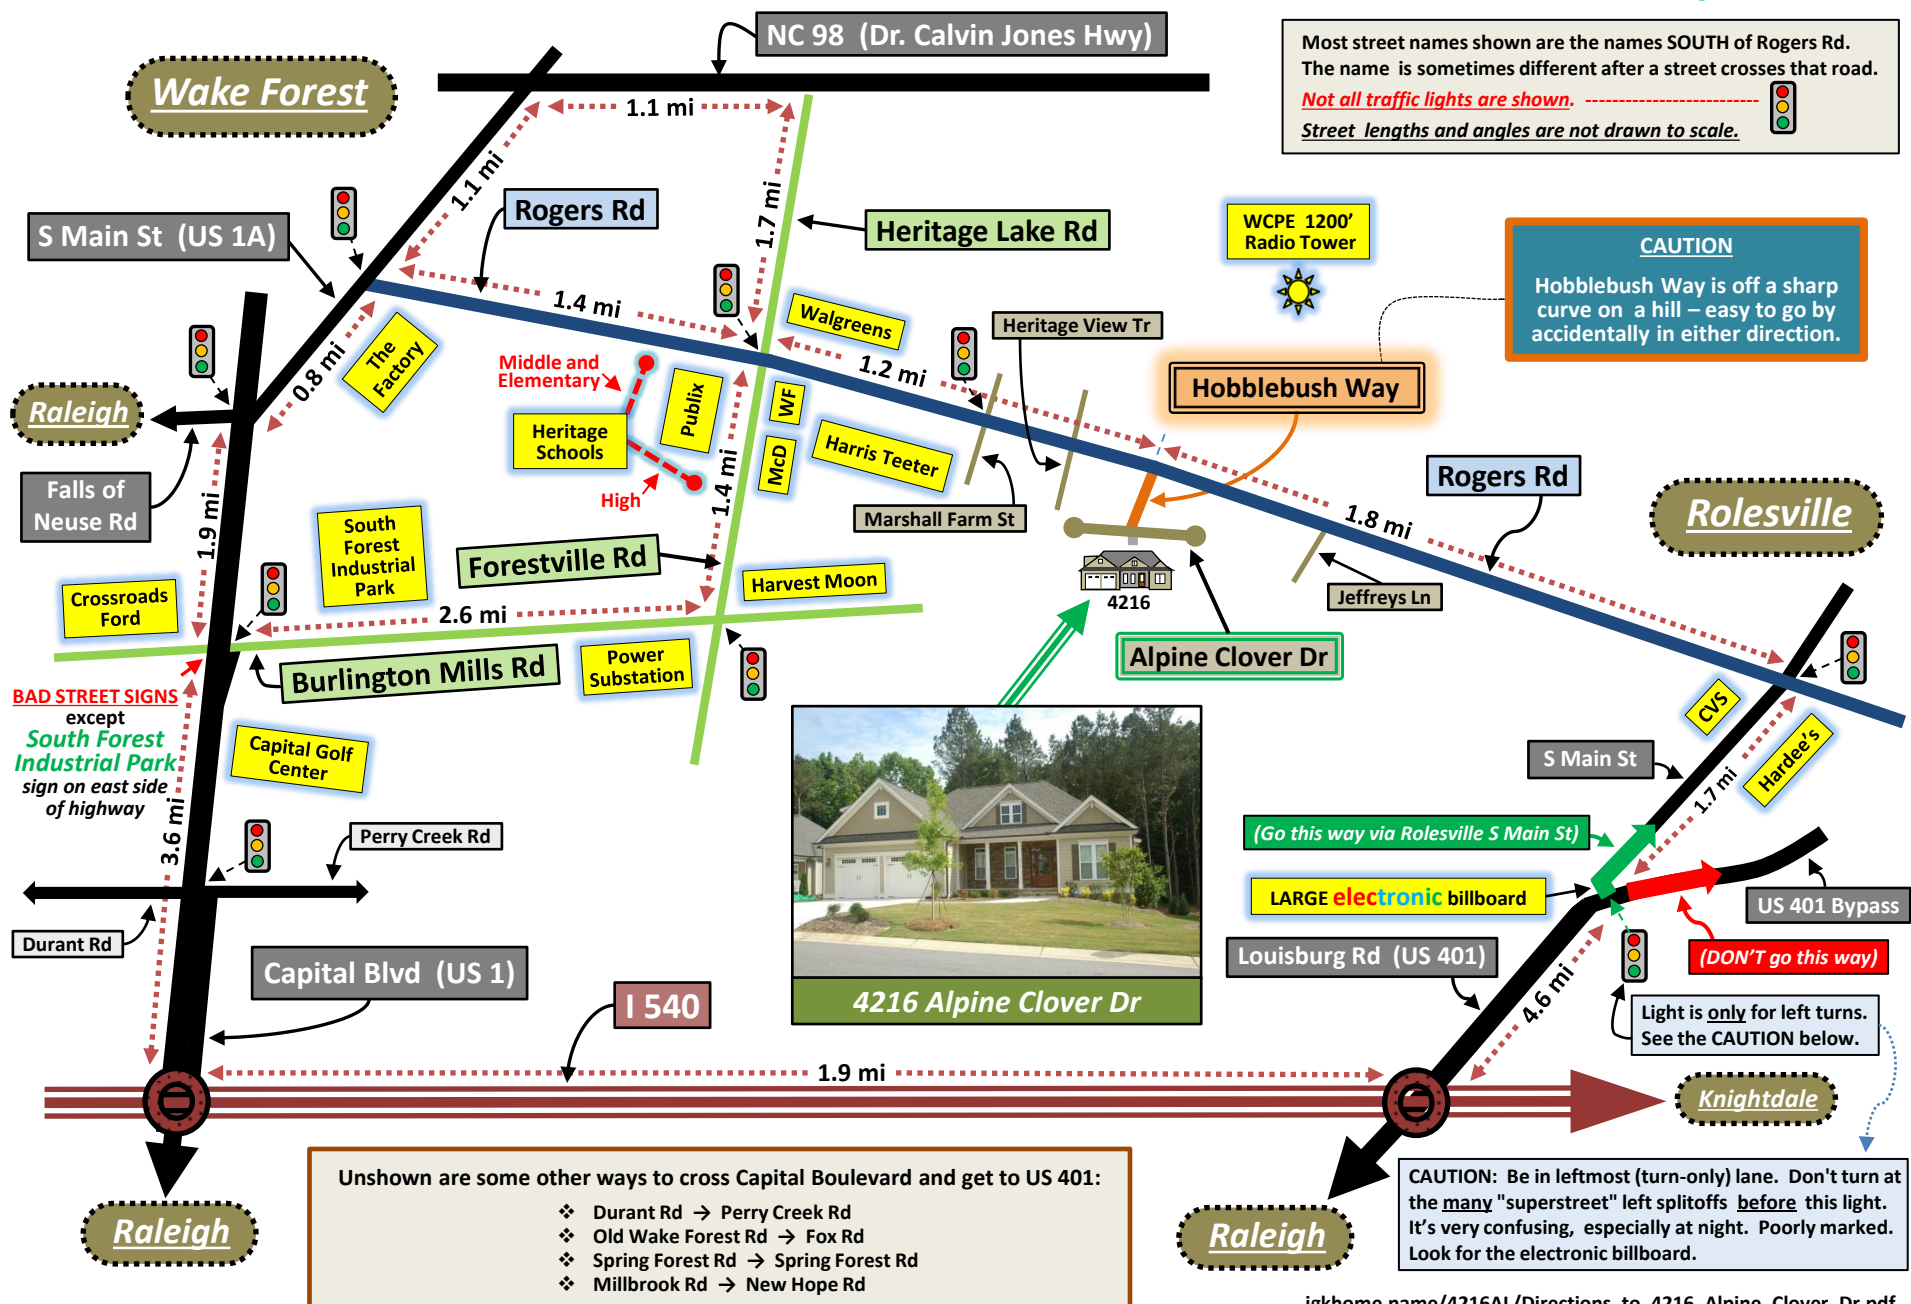 NC 98 (Dr. Calvin Jones Hwy)
Most street names shown are the names SOUTH of Rogers Rd.
The name is sometimes different after a street crosses that road.
Not all traffic lights are shown. --------------------------
Street lengths and angles are not drawn to scale.
Wake Forest
1.1 mi
1.1 mi
1.7 mi
Rogers Rd
S Main St (US 1A)
Heritage Lake Rd
WCPE 1200’
Radio Tower
CAUTION
Hobblebush Way is off a sharp
curve on a hill – easy to go by
accidentally in either direction.
1.4 mi
Walgreens
Heritage View Tr
The
Factory
0.8 mi
Middle and
Elementary
1.2 mi
Hobblebush Way
Raleigh
Publix
WF
Heritage
Schools
McD
Harris Teeter
High
1.4 mi
Falls of
Neuse Rd
1.9 mi
South
Forest
Industrial
Park
Marshall Farm St
Rogers Rd
1.8 mi
Rolesville
Forestville Rd
Harvest Moon
Crossroads
Ford
2.6 mi
4216
Jeffreys Ln
Burlington Mills Rd
Power
Substation
Alpine Clover Dr
BAD STREET SIGNS
except
South Forest
Industrial Park
sign on east side
of highway
Capital Golf
Center
CVS
Hardee’s
S Main St
1.7 mi
3.6 mi
Perry Creek Rd
(Go this way via Rolesville S Main St)
LARGE electronic billboard
US 401 Bypass
Durant Rd
Capital Blvd (US 1)
Louisburg Rd (US 401)
(DON’T go this way)
4.6 mi
I 540
4216 Alpine Clover Dr
Light is only for left turns.
See the CAUTION below.
1.9 mi
Knightdale
Unshown are some other ways to cross Capital Boulevard and get to US 401:
❖ Durant Rd → Perry Creek Rd
❖ Old Wake Forest Rd → Fox Rd
❖ Spring Forest Rd → Spring Forest Rd
❖ Millbrook Rd → New Hope Rd
Raleigh
Raleigh
CAUTION: Be in leftmost (turn-only) lane. Don't turn at
the many "superstreet" left splitoffs before this light.
It’s very confusing, especially at night. Poorly marked.
Look for the electronic billboard.
jgkhome.name/4216AL/Directions_to_4216_Alpine_Clover_Dr.pdf